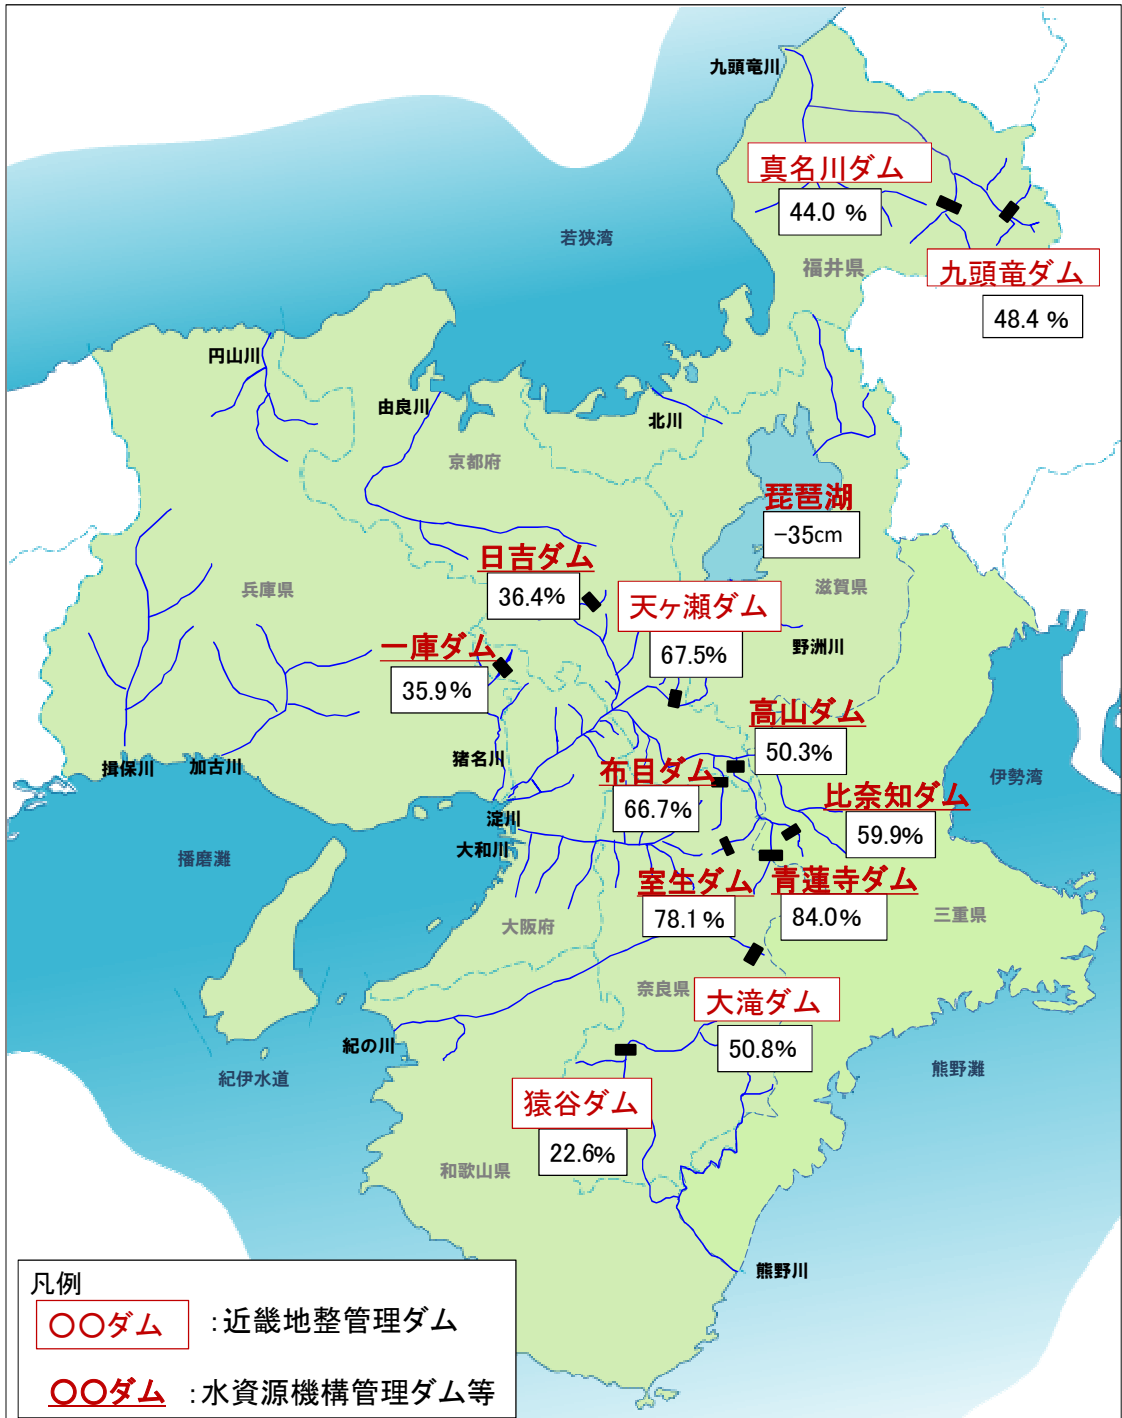 九頭竜川
真名川ダム
44.0 %
若狭湾
福井県
九頭竜ダム
48.4 %
円山川
由良川
北川
京都府
琵琶湖
-35cm
日吉ダム
36.4%
天ヶ瀬ダム
67.5%
滋賀県
兵庫県
野洲川
一庫ダム
35.9%
高山ダム
50.3%
猪名川
揖保川
加古川
布目ダム
66.7%
伊勢湾
比奈知ダム
59.9%
淀川
大和川
播磨灘
室生ダム
78.1%
青蓮寺ダム
84.0%
大阪府
三重県
奈良県
大滝ダム
50.8%
紀の川
紀伊水道
熊野灘
猿谷ダム
22.6%
和歌山県
熊野川
凡例
〇〇ダム :近畿地整管理ダム
〇〇ダム :水資源機構管理ダム等